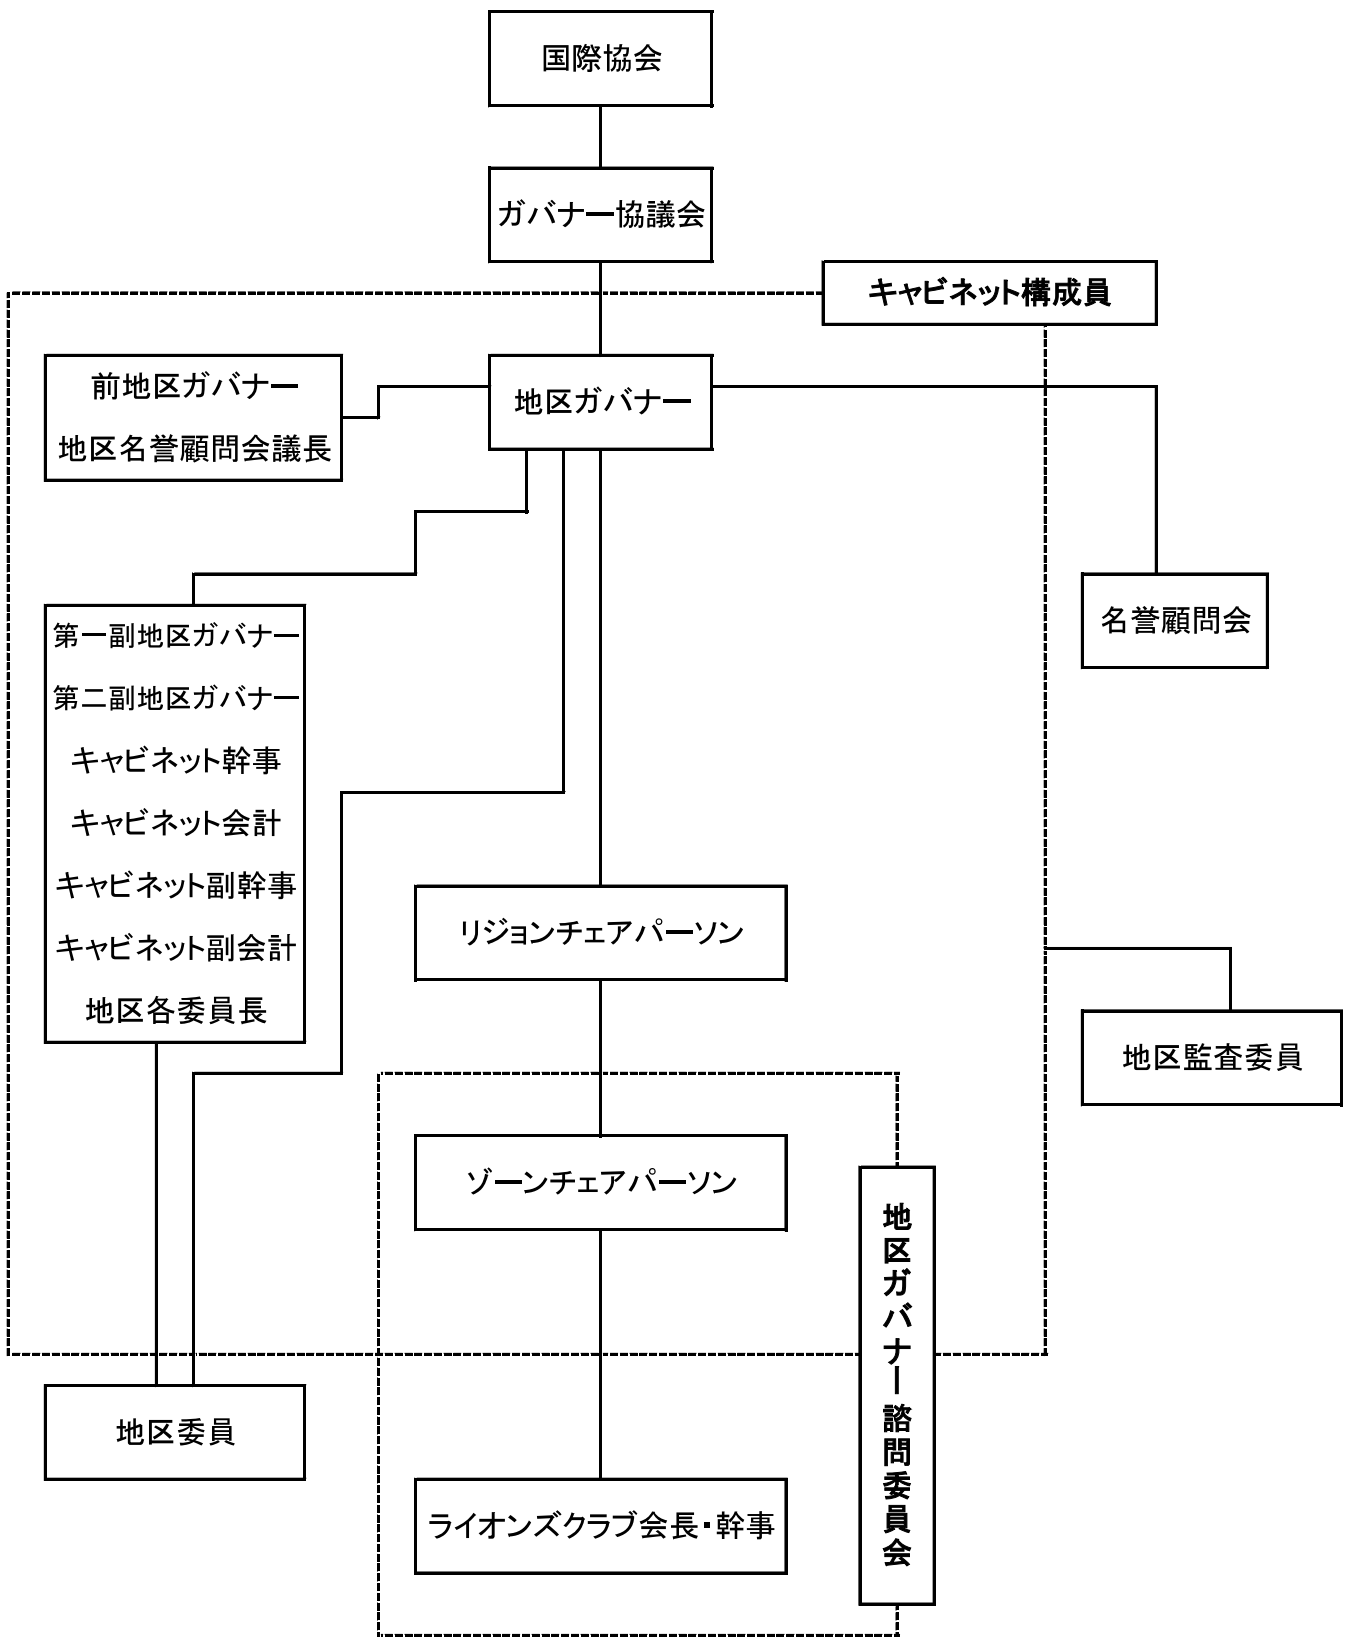 国際協会
ガバナー協議会
キャビネット構成員
前地区ガバナー
地区名誉顧問会議長
地区ガバナー
名誉顧問会
第一副地区ガバナー
第二副地区ガバナー
キャビネット幹事
キャビネット会計
キャビネット副幹事
キャビネット副会計
地区各委員長
リジョンチェアパーソン
地区監査委員
ゾーンチェアパーソン
地区ガバナー諮問委員会
地区委員
ライオンズクラブ会長・幹事